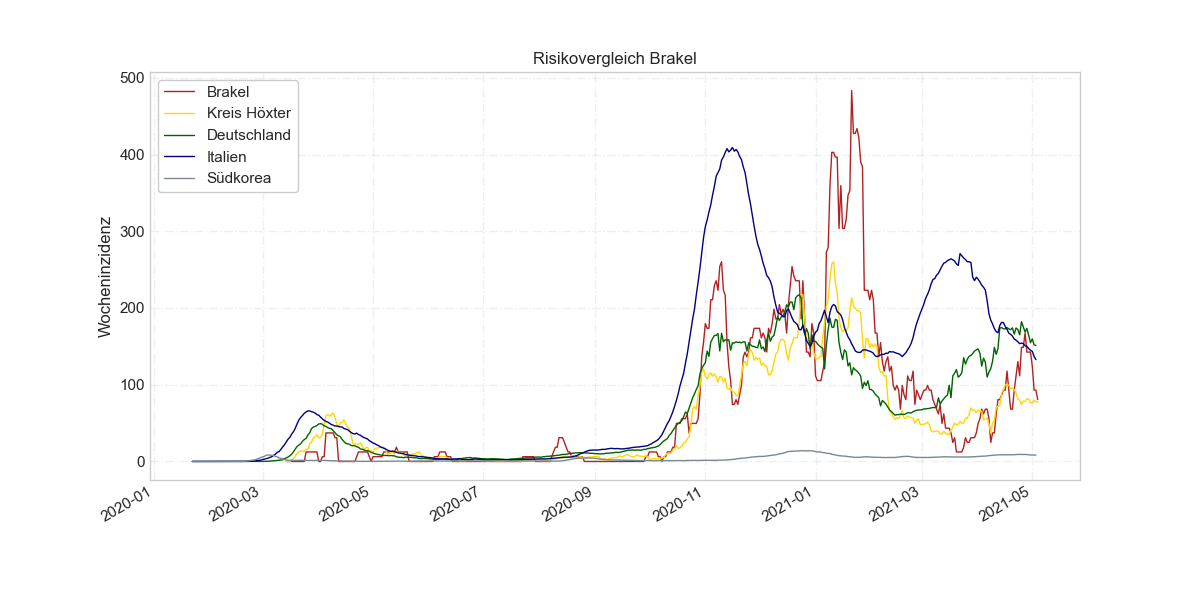 Risikovergleich Brakel
Wocheninzidenz
500
400
300
200
100
0
Brakel
Kreis Höxter
Deutschland
Italien
Südkorea
2020-01
2020-03
2020-05
2020-07
2020-09
2020-11
2021-01
2021-03
2021-05